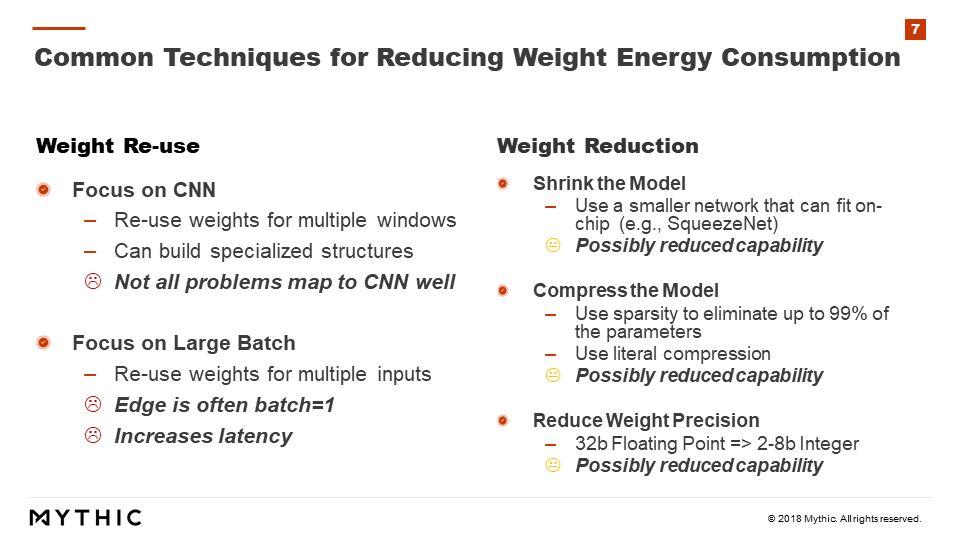 7
Common Techniques for Reducing Weight Energy Consumption
Weight Re-use
Focus on CNN
– Re-use weights for multiple windows
– Can build specialized structures
☹ Not all problems map to CNN well
Focus on Large Batch
– Re-use weights for multiple inputs
☹ Edge is often batch=1
☹ Increases latency
Weight Reduction
Shrink the Model
– Use a smaller network that can fit on-
chip (e.g., SqueezeNet)
😐 Possibly reduced capability
Compress the Model
– Use sparsity to eliminate up to 99% of
the parameters
– Use literal compression
😐 Possibly reduced capability
Reduce Weight Precision
– 32b Floating Point => 2-8b Integer
😐 Possibly reduced capability
MYTHIC
© 2018 Mythic. All rights reserved.